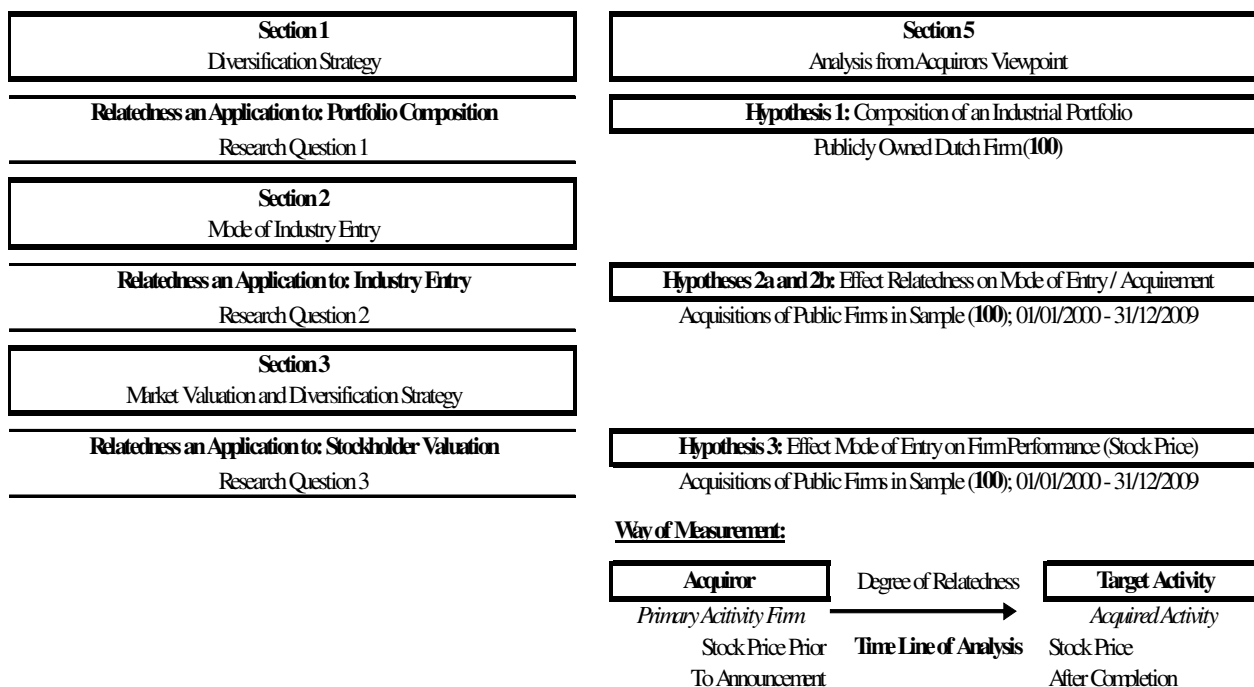 Section 1
Diversification Strategy
Relatedness an Application to: Portfolio Composition
Research Question 1
Section 2
Mode of Industry Entry
Relatedness an Application to: Industry Entry
Research Question 2
Section 3
Market Valuation and Diversification Strategy
Relatedness an Application to: Stockholder Valuation
Research Question 3
Section 5
Analysis from Acquirors Viewpoint
Hypothesis 1: Composition of an Industrial Portfolio
Publicly Owned Dutch Firm (100)
Hypotheses 2a and 2b: Effect Relatedness on Mode of Entry / Acquirement
Acquisitions of Public Firms in Sample (100); 01/01/2000 - 31/12/2009
Hypothesis 3: Effect Mode of Entry on Firm Performance (Stock Price)
Acquisitions of Public Firms in Sample (100); 01/01/2000 - 31/12/2009
Way of Measurement:
Acquiror Degree of Relatedness Target Activity
Primary Acitivity Firm Acquired Activity
Stock Price Prior Time Line of Analysis Stock Price
To Announcement After Completion